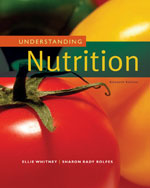 UNDERSTANDING
Nutrition
ELLIE WHITNEY | SHARON RADY ROLFES